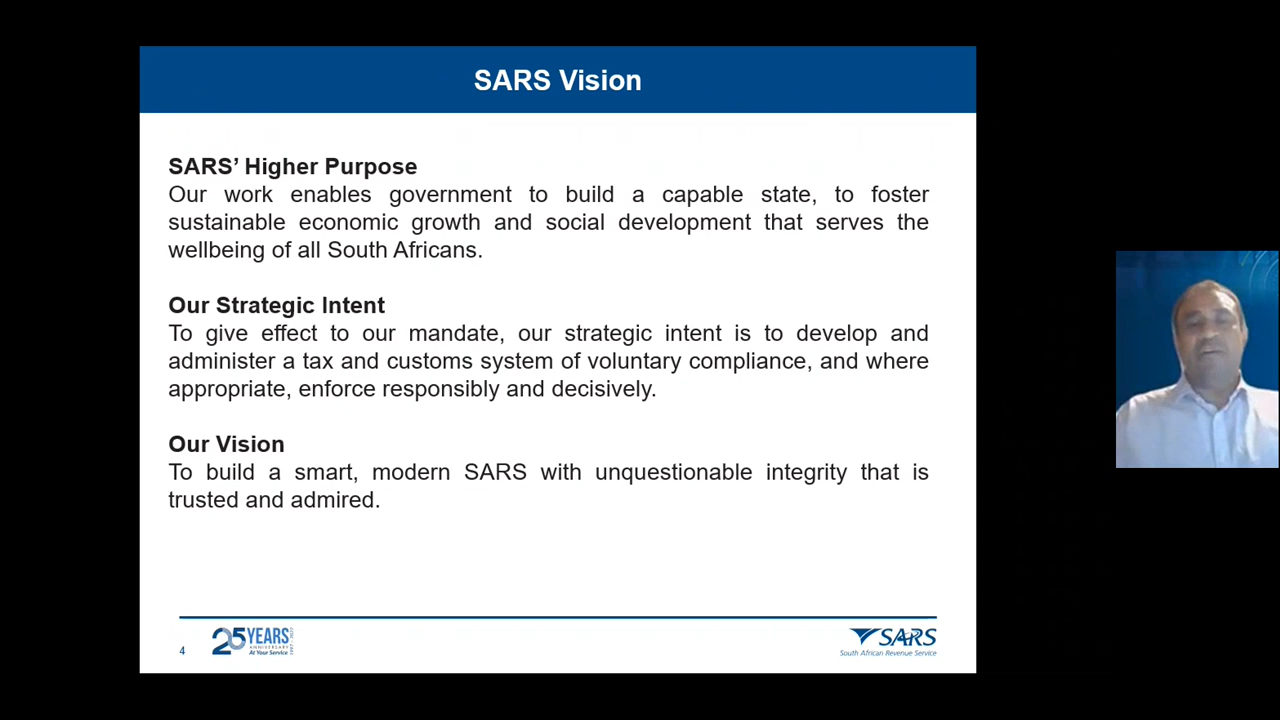 SARS Vision
SARS’ Higher Purpose
Our work enables government to build a capable state, to foster
sustainable economic growth and social development that serves the
wellbeing of all South Africans.
Our Strategic Intent
To give effect to our mandate, our strategic intent is to develop and
administer a tax and customs system of voluntary compliance, and where
appropriate, enforce responsibly and decisively.
Our Vision
To build a smart, modern SARS with unquestionable integrity that is
trusted and admired.
4
25 YEARS
ANNIVERSARY
At Your Service
SARS
South African Revenue Service